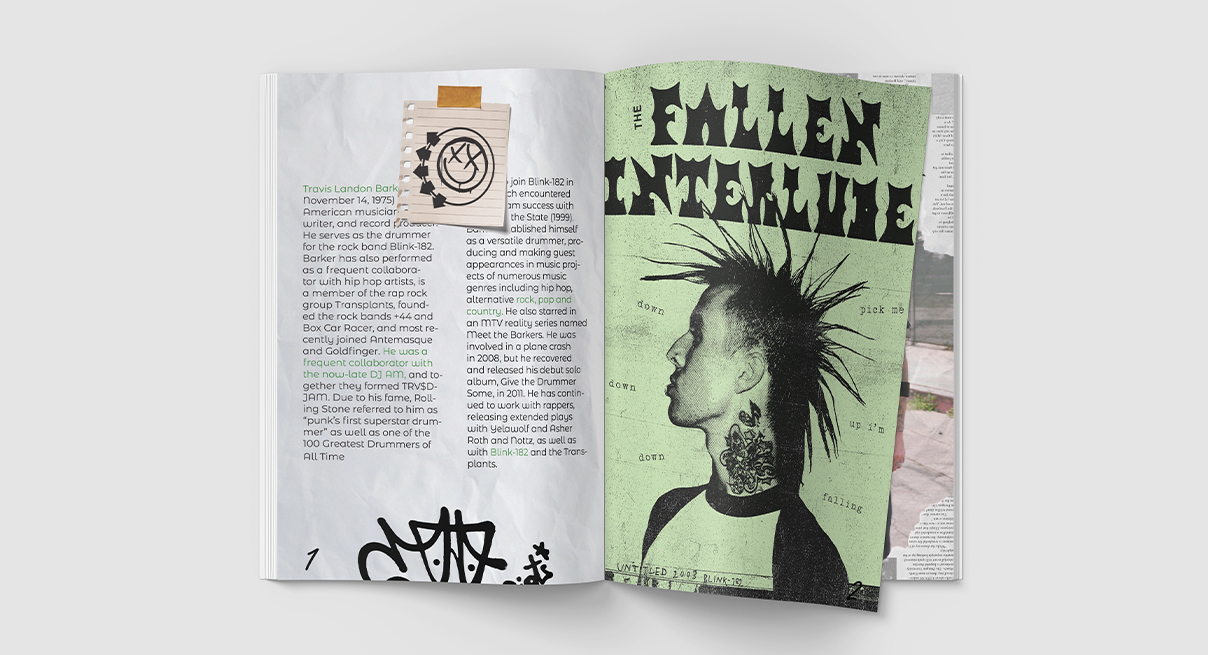 Travis Landon Bark
November 14, 1975)
American musician
writer, and record producer.
He serves as the drummer
for the rock band Blink-182.
Barker has also performed
as a frequent collabora-
tor with hip hop artists, is
a member of the rap rock
group Transplants, found-
ed the rock bands +44 and
Box Car Racer, and most re-
cently joined Antemasque
and Goldfinger. He was a
frequent collaborator with
the now-late DJ AM, and to-
gether they formed TRV$D-
JAM. Due to his fame, Roll-
ing Stone referred to him as
“punk's first superstar drum-
mer” as well as one of the
100 Greatest Drummers of
All Time
join Blink-182 in
ch encountered
am success with
the State (1999).
ablished himself
as a versatile drummer, pro-
ducing and making guest
appearances in music proj-
ects of numerous music
genres including hip hop,
alternative rock, pop and
country. He also starred in
an MTV reality series named
Meet the Barkers. He was
involved in a plane crash
in 2008, but he recovered
and released his debut solo
album, Give the Drummer
Some, in 2011. He has contin-
ued to work with rappers,
releasing extended plays
with Yelawolf and Asher
Roth and Nottz, as well as
with Blink-182 and the Trans-
plants.
1
THE FALLEN
INTERLUDE
down
pick me
down
up i'm
down
falling
UNTITLED 2003 BLINK-182
2